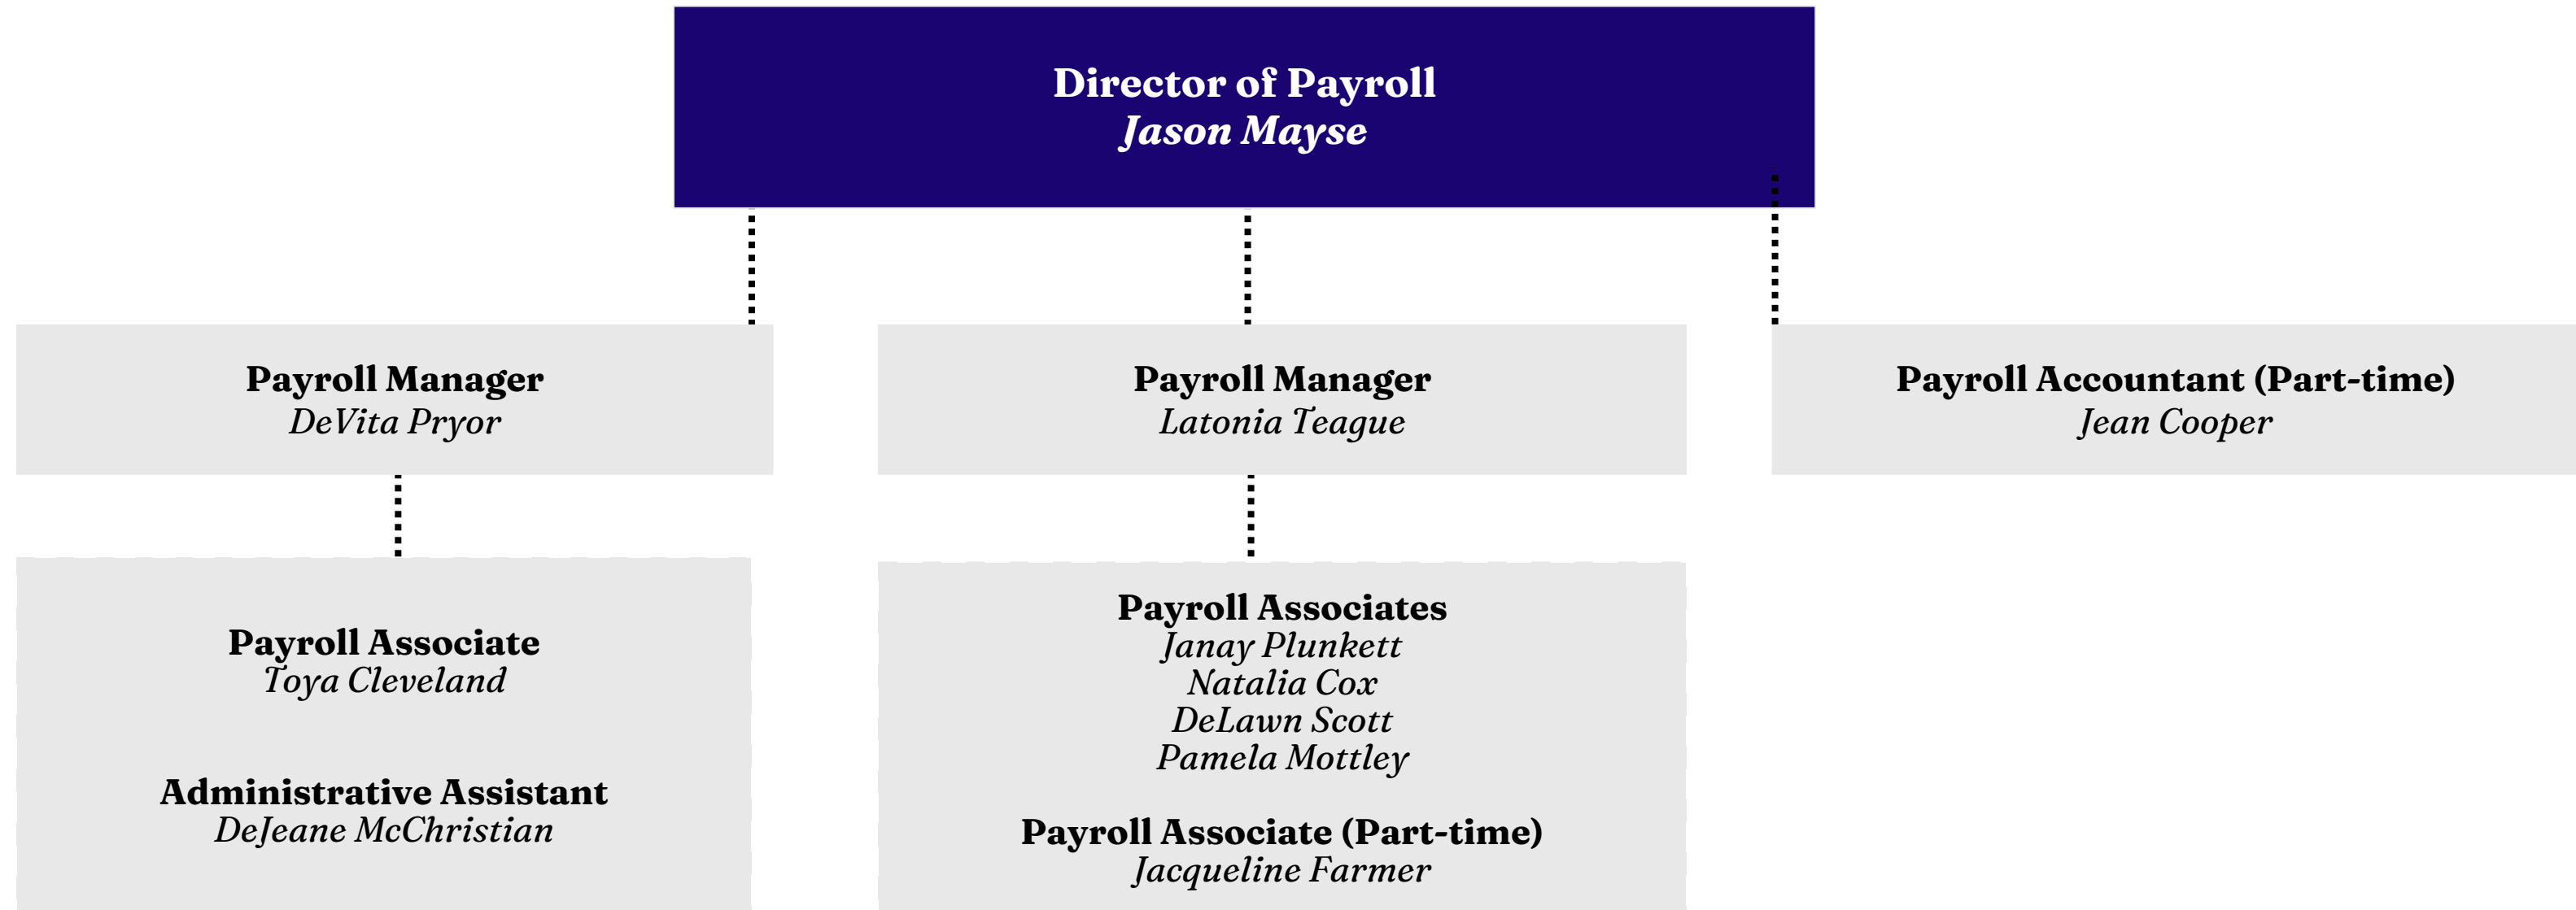 Director of Payroll
Jason Mayse
Payroll Manager
DeVita Pryor
Payroll Manager
Latonia Teague
Payroll Accountant (Part-time)
Jean Cooper
Payroll Associate
Toya Cleveland
Administrative Assistant
DeJeane McChristian
Payroll Associates
Janay Plunkett
Natalia Cox
DeLawn Scott
Pamela Mottley
Payroll Associate (Part-time)
Jacqueline Farmer